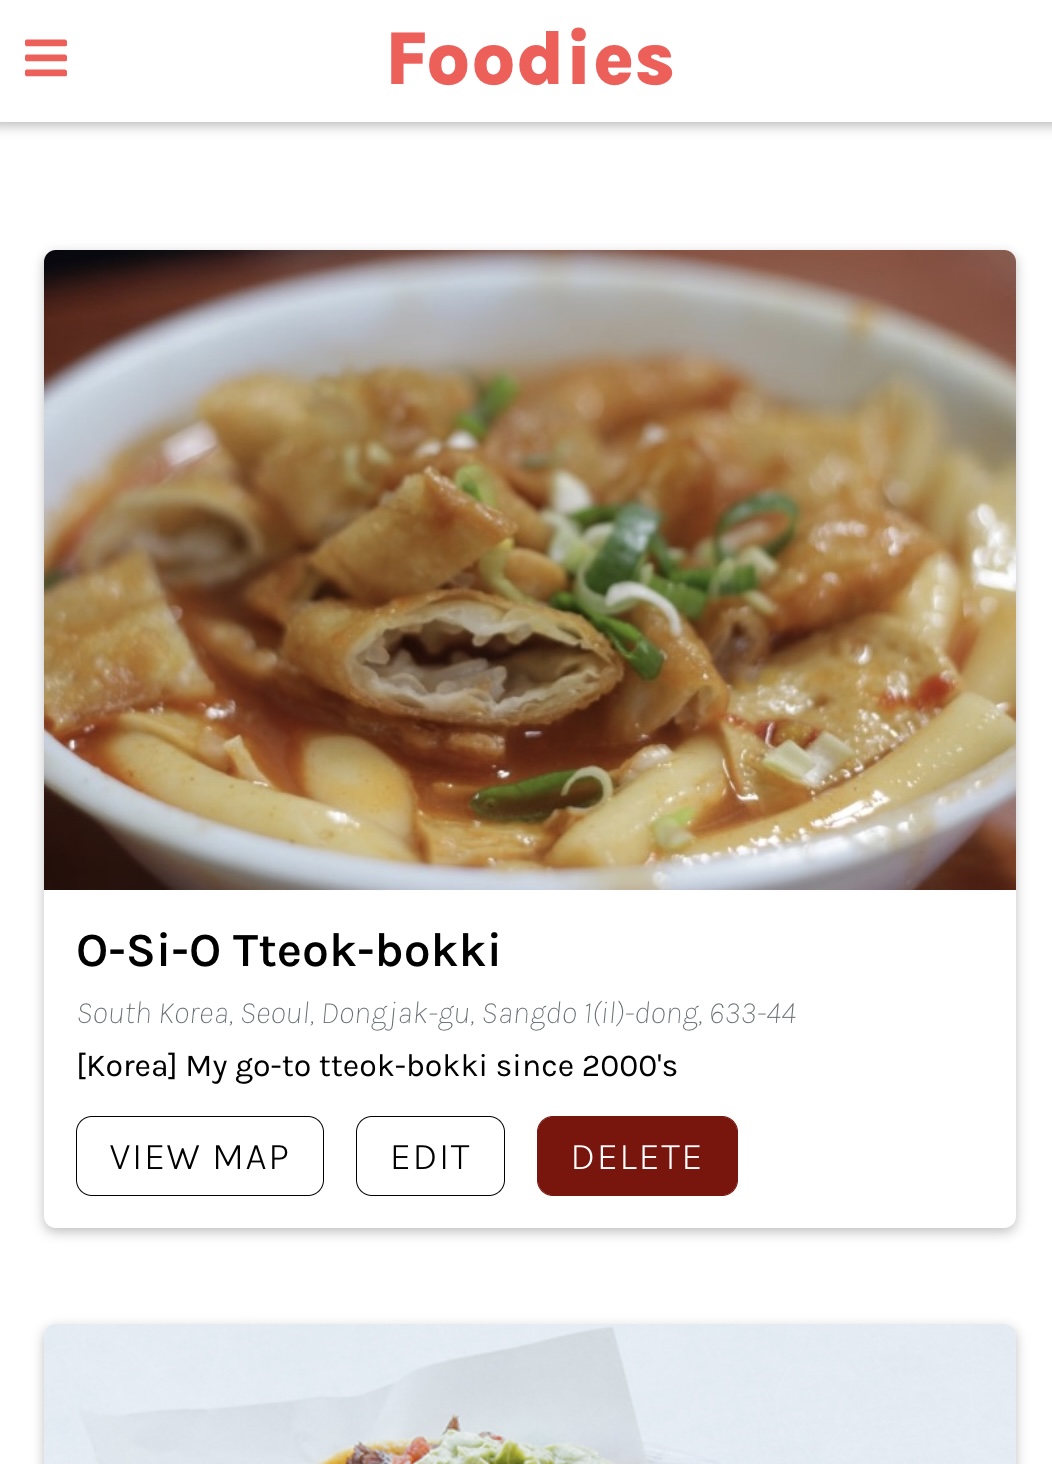 Foodies
O-Si-O Tteok-bokki
South Korea, Seoul, Dongjak-gu, Sangdo 1(il)-dong, 633-44
[Korea] My go-to tteok-bokki since 2000's
VIEW MAP EDIT DELETE